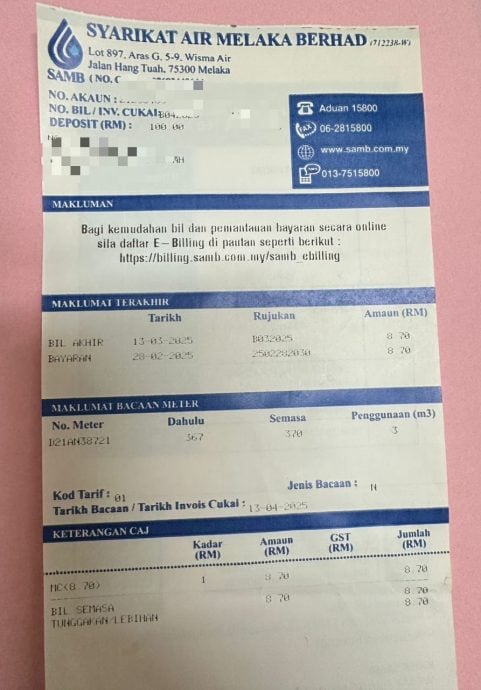 SYARIKAT AIR MELAKA BERHAD (712238-W)
Lot 897, Aras G, 5-9, Wisma Air
Jalan Hang Tuah, 75300 Melaka
SAMB (NO.
NO. AKAUN :
NO. BIL/INV. CUKAI:
DEPOSIT (RM) : 100.00
Aduan 15800
FAX 06-2815800
www.samb.com.my
013-7515800
MAKLUMAN
Bagi kemudahan bil dan pemantauan bayaran secara online
sila daftar E-Billing di pautan seperti berikut :
https://billing.samb.com.my/samb_ebilling
MAKLUMAT TERAKHIR
Tarikh Rujukan Amaun (RM)
BIL AKHIR 13-03-2025 B032025 8.70
BAYARAN 28-02-2025 2502282030 8.70
MAKLUMAT BACAAN METER
No. Meter Dahulu Semasa Penggunaan (m3)
D21AN38721 367 370 3
Kod Tarif : 01 Jenis Bacaan : N
Tarikh Bacaan / Tarikh Invois Cukai : 13-04-2025
KETERANGAN CAJ
Kadar (RM) Amaun (RM) GST (RM) Jumlah (RM)
MC<8.70) 1 8.70 8.70
BIL SEMASA 8.70 8.70
TUNGGAKAN/LEBIHAN 8.70